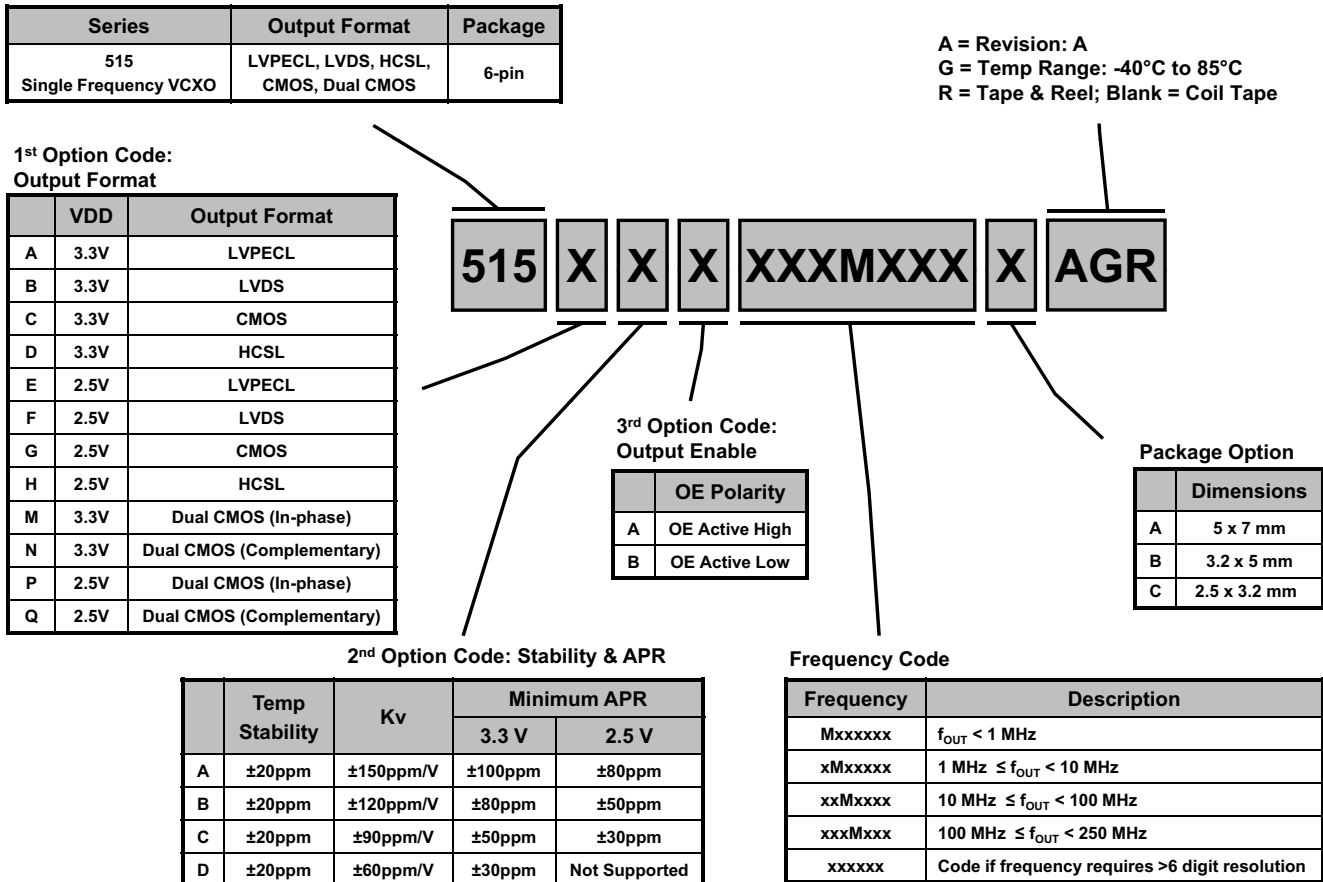 Series Output Format Package
515 Single Frequency VCXO LVPECL, LVDS, HCSL, CMOS, Dual CMOS 6-pin
A = Revision: A
G = Temp Range: -40°C to 85°C
R = Tape & Reel; Blank = Coil Tape
1st Option Code:
Output Format
VDD Output Format
A 3.3V LVPECL
B 3.3V LVDS
C 3.3V CMOS
D 3.3V HCSL
E 2.5V LVPECL
F 2.5V LVDS
G 2.5V CMOS
H 2.5V HCSL
M 3.3V Dual CMOS (In-phase)
N 3.3V Dual CMOS (Complementary)
P 2.5V Dual CMOS (In-phase)
Q 2.5V Dual CMOS (Complementary)
515 X X X XXXMXXX X AGR
3rd Option Code:
Output Enable
OE Polarity
A OE Active High
B OE Active Low
Package Option
Dimensions
A 5 x 7 mm
B 3.2 x 5 mm
C 2.5 x 3.2 mm
2nd Option Code: Stability & APR
Temp Stability Kv Minimum APR
3.3 V 2.5 V
A ±20ppm ±150ppm/V ±100ppm ±80ppm
B ±20ppm ±120ppm/V ±80ppm ±50ppm
C ±20ppm ±90ppm/V ±50ppm ±30ppm
D ±20ppm ±60ppm/V ±30ppm Not Supported
Frequency Code
Frequency Description
Mxxxxxx fOUT < 1 MHz
xMxxxxx 1 MHz ≤ fOUT < 10 MHz
xxMxxxx 10 MHz ≤ fOUT < 100 MHz
xxxMxxx 100 MHz ≤ fOUT < 250 MHz
xxxxxx Code if frequency requires >6 digit resolution